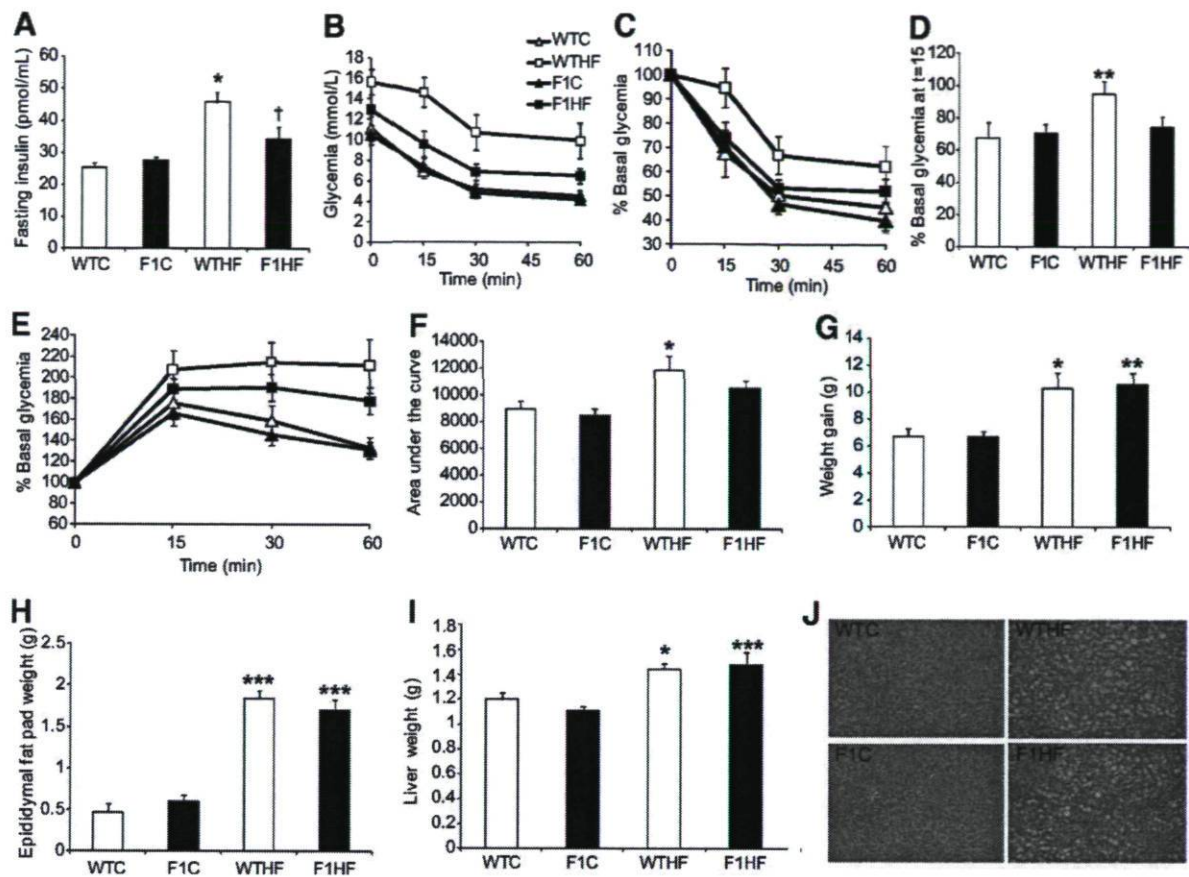 A
Fasting insulin (pmol/mL)
60
50
40
30
20
10
0
*
†
WTC F1C WTHF F1HF
B
Glycemia (mmol/L)
18
16
14
12
10
8
6
4
2
0
0 15 30 45 60
Time (min)
WTC
WTHF
F1C
F1HF
C
% Basal glycemia
110
100
90
80
70
60
50
40
30
0 15 30 45 60
Time (min)
D
% Basal glycemia at t=15
120
100
80
60
40
20
0
**
WTC F1C WTHF F1HF
E
% Basal glycemia
240
220
200
180
160
140
120
100
80
60
0 15 30 60
Time (min)
F
Area under the curve
14000
12000
10000
8000
6000
4000
2000
0
*
WTC F1C WTHF F1HF
G
Weight gain (g)
14
12
10
8
6
4
2
0
* **
WTC F1C WTHF F1HF
H
Epididymal fat pad weight (g)
2.5
2
1.5
1
0.5
0
*** ***
WTC F1C WTHF F1HF
I
Liver weight (g)
1.8
1.6
1.4
1.2
1
0.8
0.6
0.4
0.2
0
* ***
WTC F1C WTHF F1HF
J
WTC WTHF
F1C F1HF